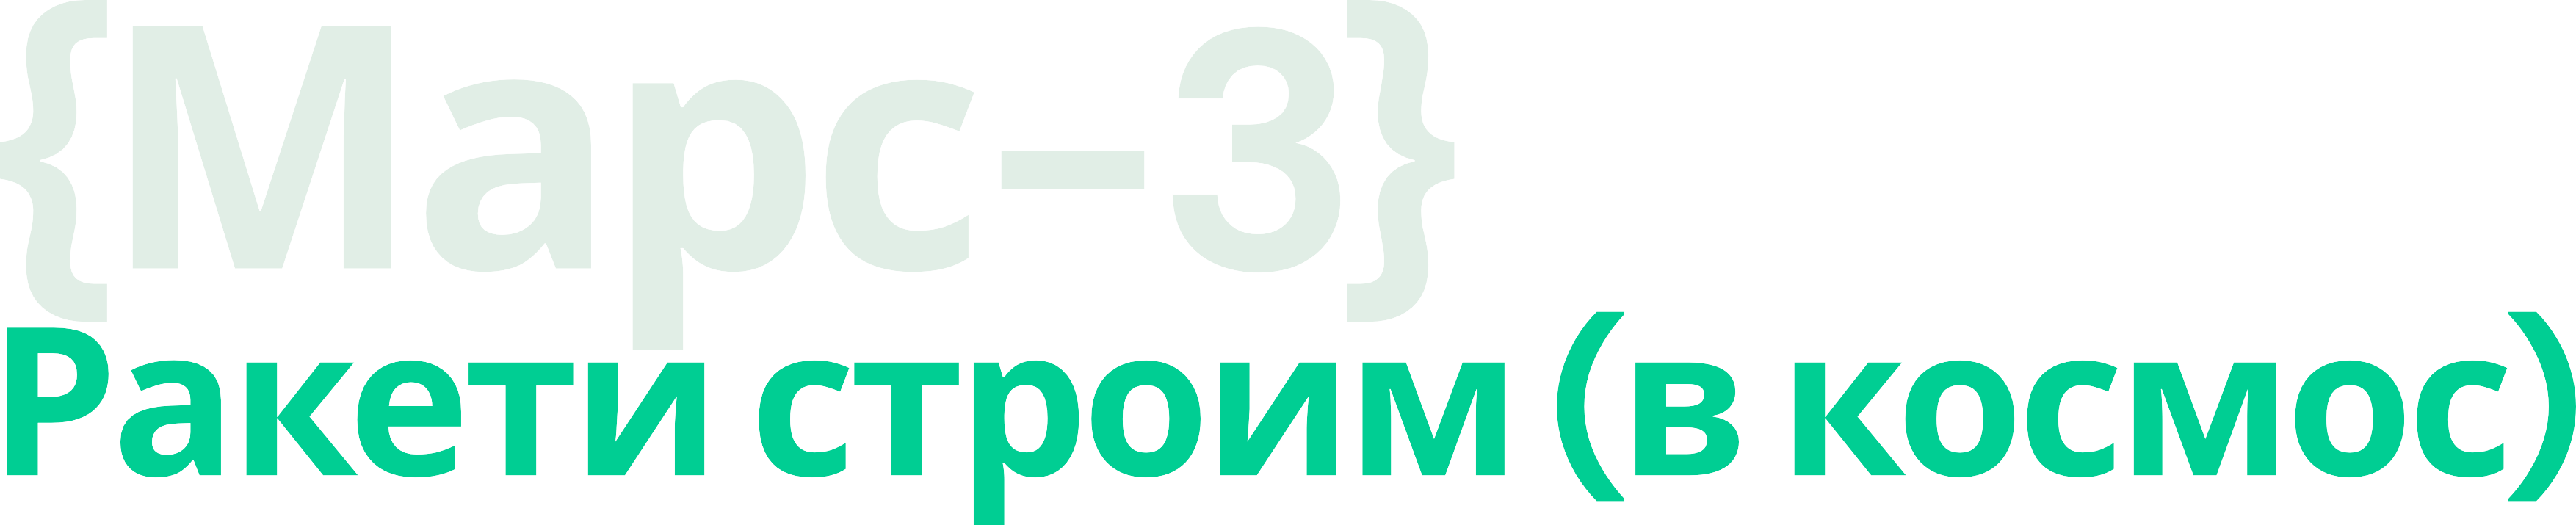 {Марс–3}
Ракети строим (в космос)